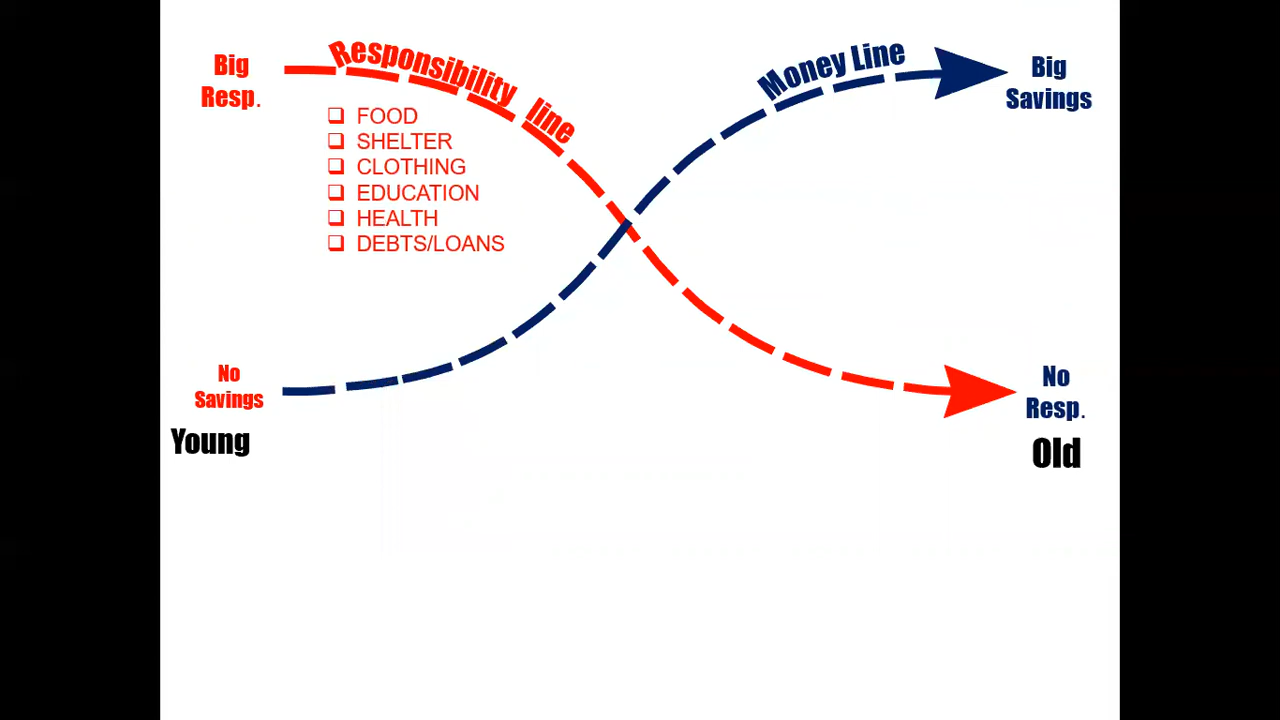 Big
Resp.
Responsibility line
Money Line
Big
Savings
❑ FOOD
❑ SHELTER
❑ CLOTHING
❑ EDUCATION
❑ HEALTH
❑ DEBTS/LOANS
No
Savings
Young
No
Resp.
Old